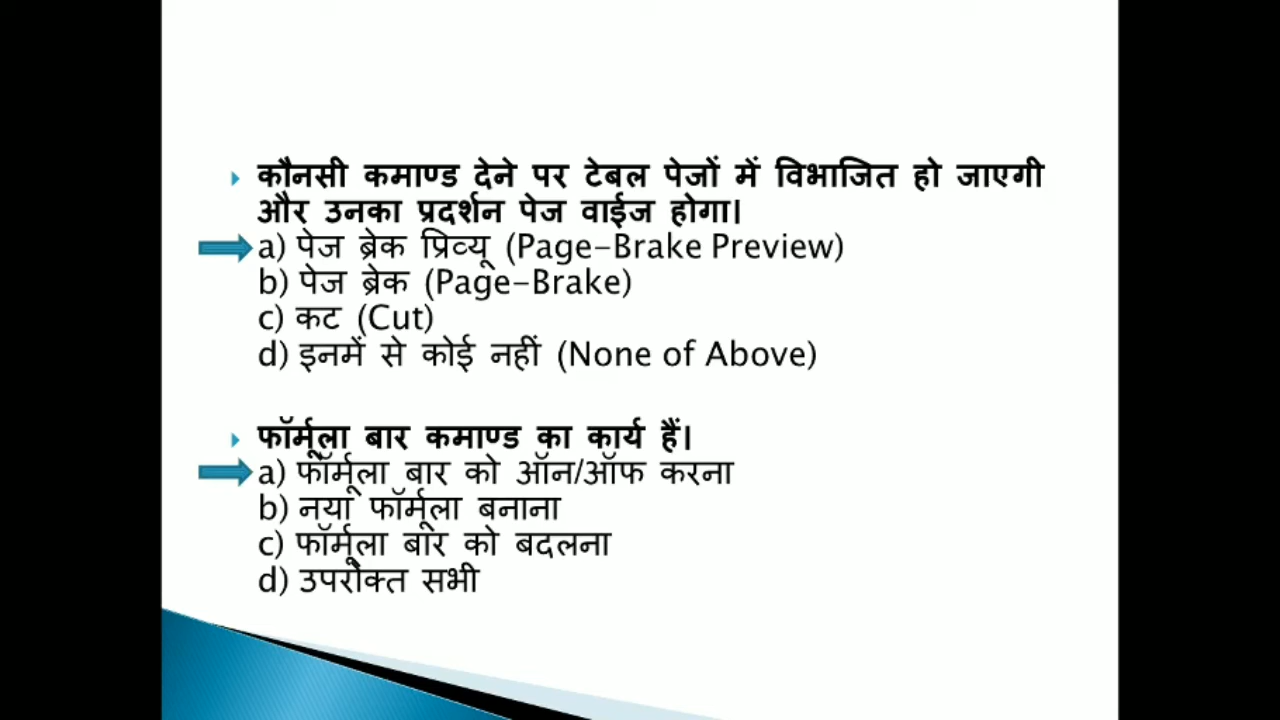 कौनसी कमाण्ड देने पर टेबल पेजों में विभाजित हो जाएगी
और उनका प्रदर्शन पेज वाईज होगा।
a) पेज ब्रेक प्रिव्यू (Page-Brake Preview)
b) पेज ब्रेक (Page-Brake)
c) कट (Cut)
d) इनमें से कोई नहीं (None of Above)
फॉर्मूला बार कमाण्ड का कार्य हैं।
a) फॉर्मूला बार को ऑन/ऑफ करना
b) नया फॉर्मूला बनाना
c) फॉर्मूला बार को बदलना
d) उपरोक्त सभी